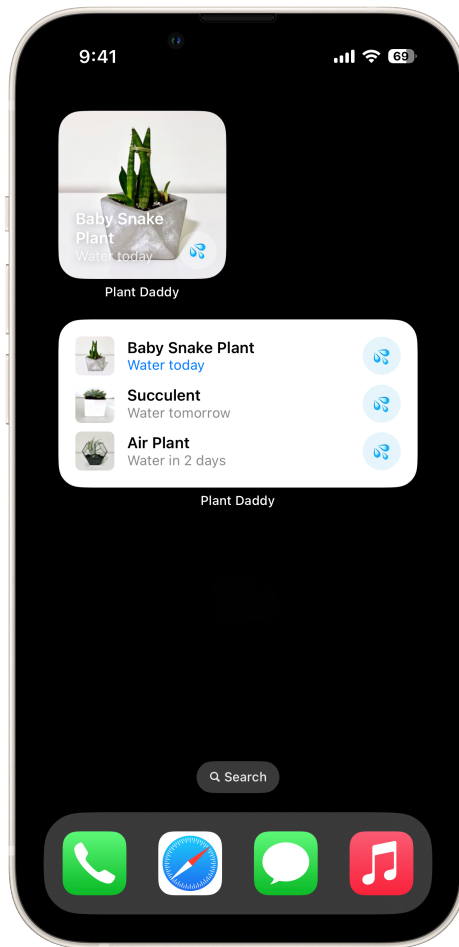 9:41
69
Baby Snake
Plant
Water today
Plant Daddy
Baby Snake Plant
Water today
Succulent
Water tomorrow
Air Plant
Water in 2 days
Plant Daddy
Search